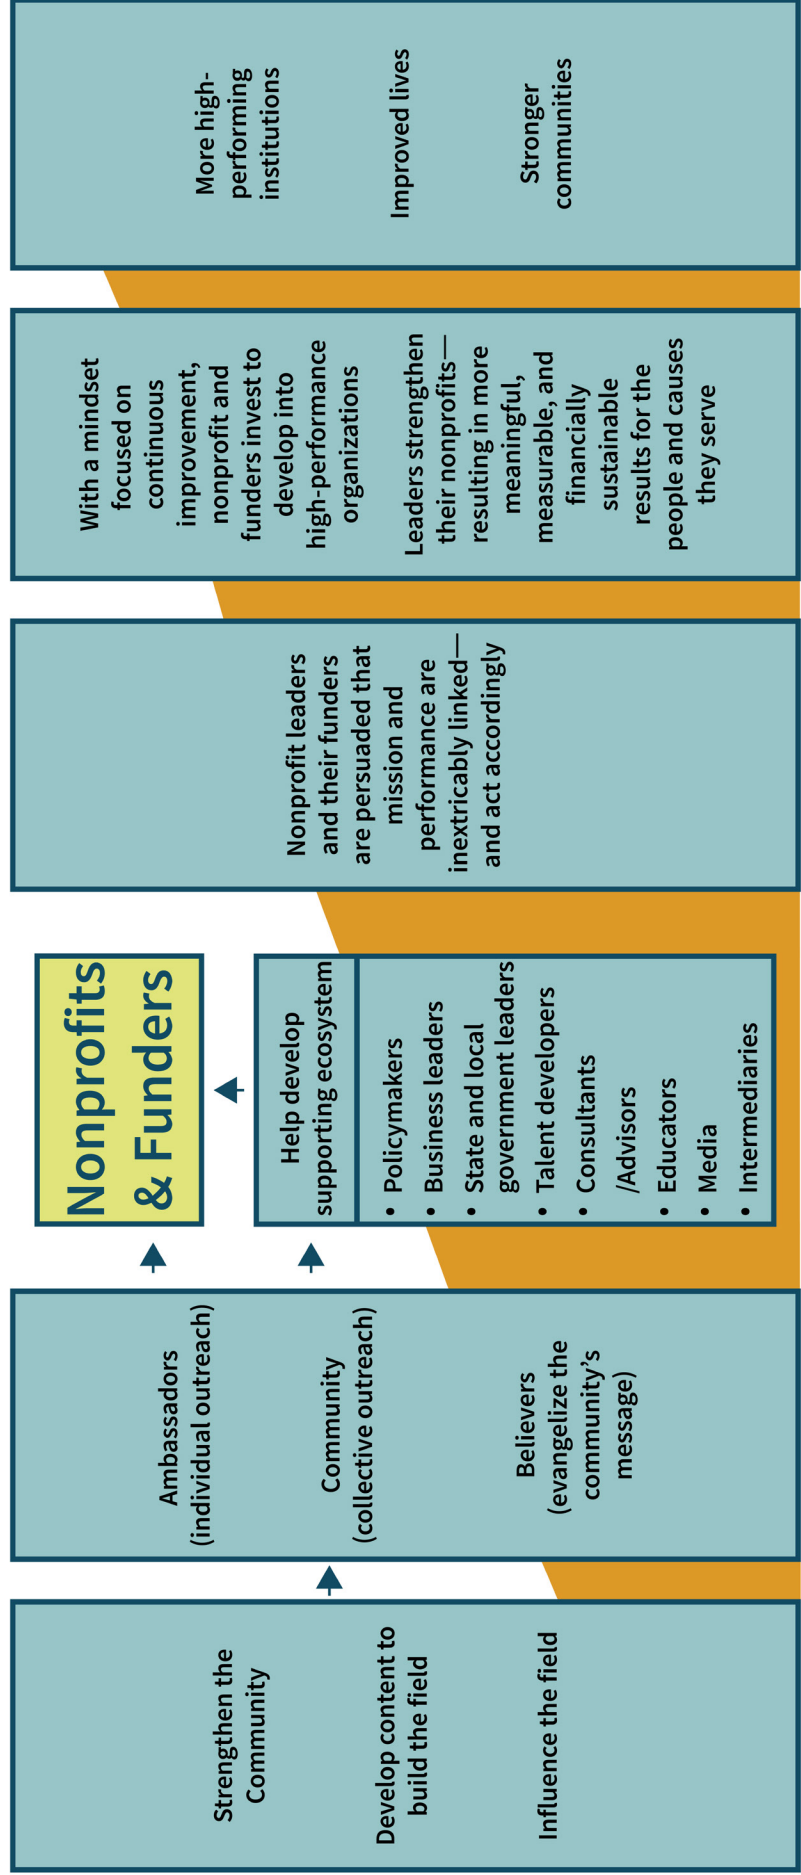 Strengthen the
Community
Develop content to
build the field
Influence the field
Ambassadors
(individual outreach)
Community
(collective outreach)
Believers
(evangelize the
community’s
message)
Nonprofits
& Funders
Help develop
supporting ecosystem
• Policymakers
• Business leaders
• State and local
government leaders
• Talent developers
• Consultants
/Advisors
• Educators
• Media
• Intermediaries
Nonprofit leaders
and their funders
are persuaded that
mission and
performance are
inextricably linked—
and act accordingly
With a mindset
focused on
continuous
improvement,
nonprofit and
funders invest to
develop into
high-performance
organizations
Leaders strengthen
their nonprofits—
resulting in more
meaningful,
measurable, and
financially
sustainable
results for the
people and causes
they serve
More high-
performing
institutions
Improved lives
Stronger
communities